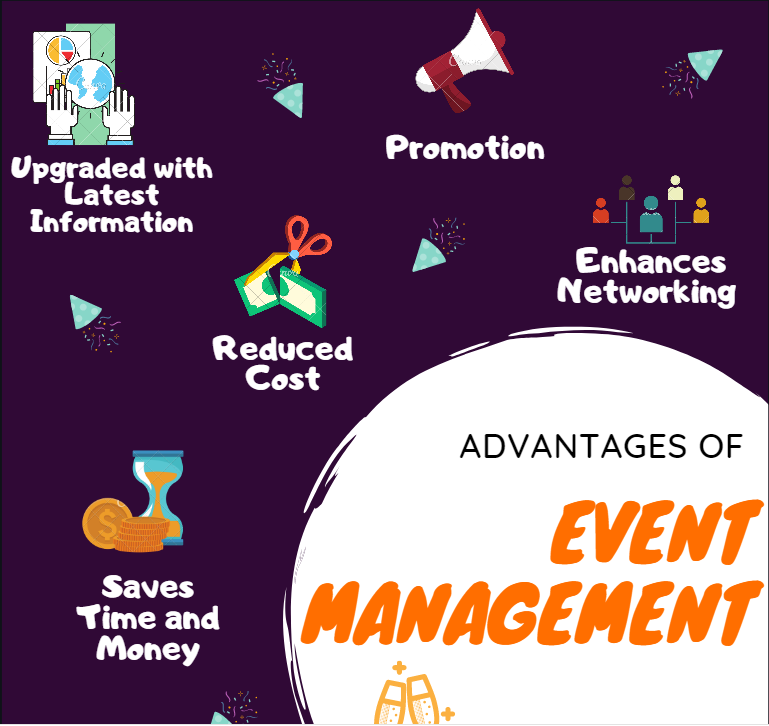 Upgraded with
Latest
Information
Promotion
Enhances
Networking
Reduced
Cost
Saves
Time and
Money
ADVANTAGES OF
EVENT
MANAGEMENT